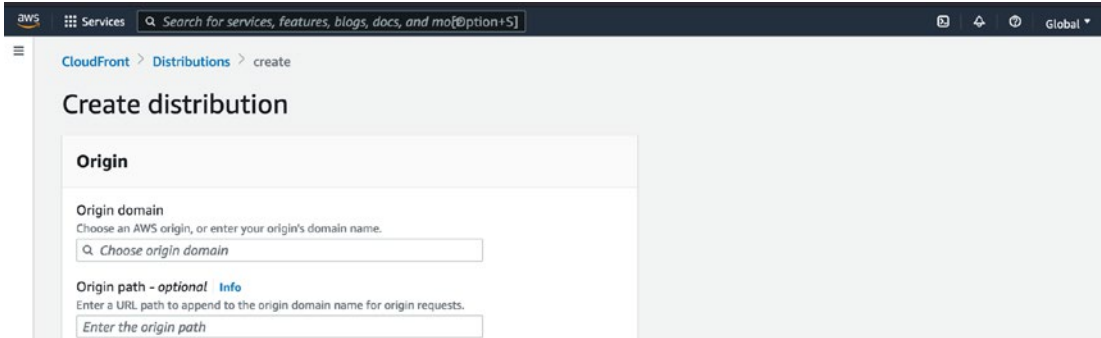 aws Services Search for services, features, blogs, docs, and mo[Option+S] Global
CloudFront > Distributions > create
Create distribution
Origin
Origin domain
Choose an AWS origin, or enter your origin's domain name.
Choose origin domain
Origin path - optional Info
Enter a URL path to append to the origin domain name for origin requests.
Enter the origin path